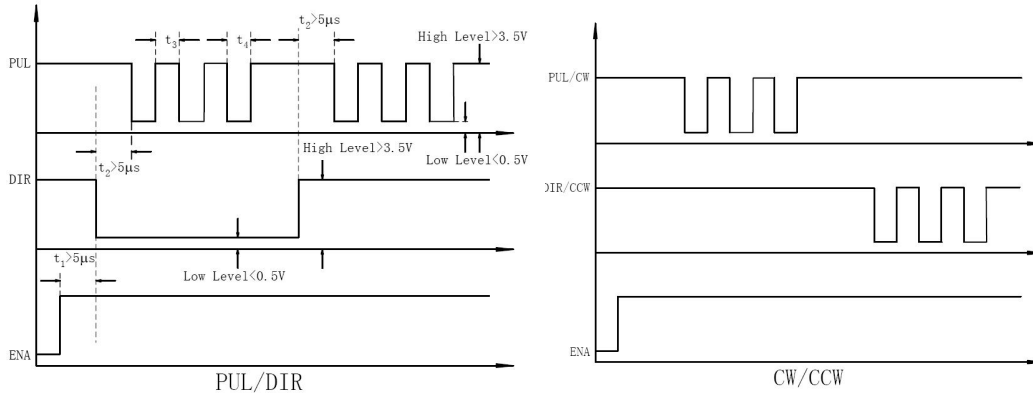 t₂>5μs
t₃
t₄
High Level>3.5V
PUL
PUL/CW
High Level>3.5V
Low Level<0.5V
t₂>5μs
DIR
DIR/CCW
t₁>5μs
Low Level<0.5V
ENA
ENA
PUL/DIR
CW/CCW